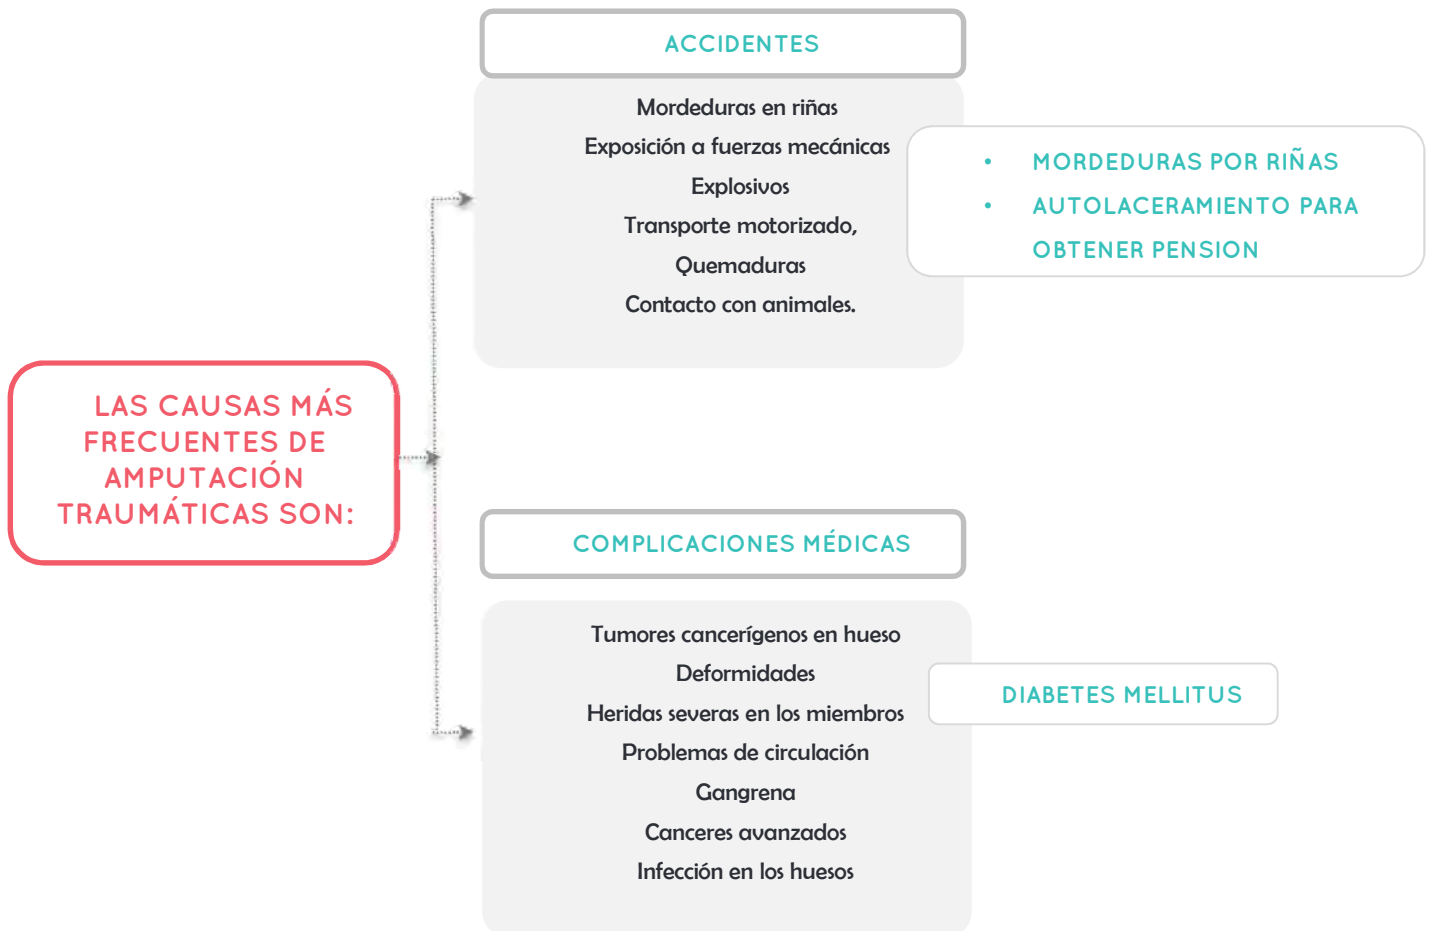 ACCIDENTES
Mordeduras en riñas
Exposición a fuerzas mecánicas
Explosivos
Transporte motorizado,
Quemaduras
Contacto con animales.
• MORDEDURAS POR RIÑAS
• AUTOLACERAMIENTO PARA
OBTENER PENSION
LAS CAUSAS MÁS
FRECUENTES DE
AMPUTACIÓN
TRAUMÁTICAS SON:
COMPLICACIONES MÉDICAS
Tumores cancerígenos en hueso
Deformidades
Heridas severas en los miembros
Problemas de circulación
Gangrena
Canceres avanzados
Infección en los huesos
DIABETES MELLITUS